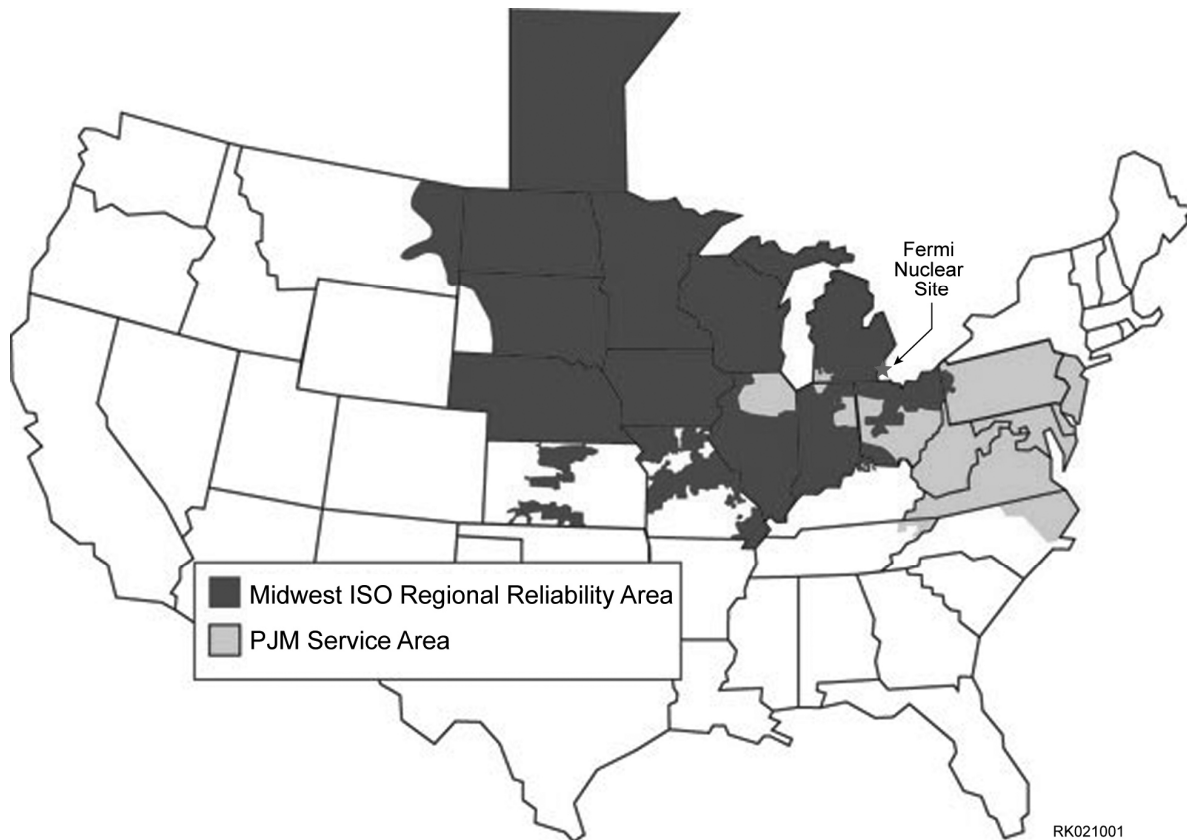 Fermi
Nuclear
Site
Midwest ISO Regional Reliability Area
PJM Service Area
RK021001